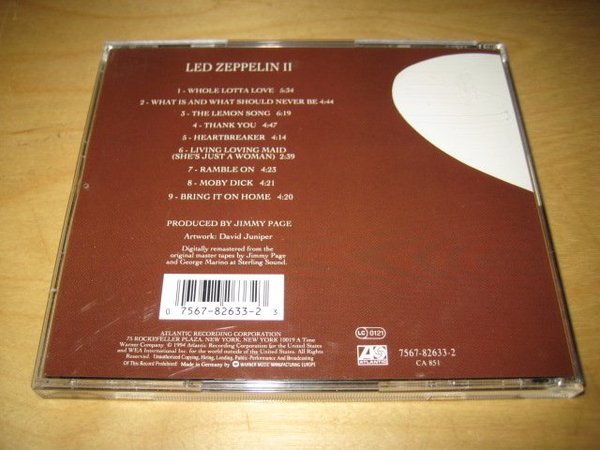 LED ZEPPELIN II
1 - WHOLE LOTTA LOVE 5:34
2 - WHAT IS AND WHAT SHOULD NEVER BE 4:44
3 - THE LEMON SONG 6:19
4 - THANK YOU 4:47
5 - HEARTBREAKER 4:14
6 - LIVING LOVING MAID
(SHE'S JUST A WOMAN) 2:39
7 - RAMBLE ON 4:23
8 - MOBY DICK 4:21
9 - BRING IT ON HOME 4:20
PRODUCED BY JIMMY PAGE
Artwork: David Juniper
Digitally remastered from the
original master tapes by Jimmy Page
and George Marino at Sterling Sound.
0 7567-82633-2 3
ATLANTIC RECORDING CORPORATION
75 ROCKEFELLER PLAZA, NEW YORK, NEW YORK 10019 A Time
Warner Company © 1994 Atlantic Recording Corporation for the United States
and WEA International Inc. for the world outside of the United States. All Rights
Reserved. Unauthorized Copying, Hiring, Lending, Public Performance And Broadcasting
Of This Record Prohibited! Made in Germany by WARNER MUSIC MANUFACTURING EUROPE
LC 0121
ATLANTIC
7567-82633-2
CA 851